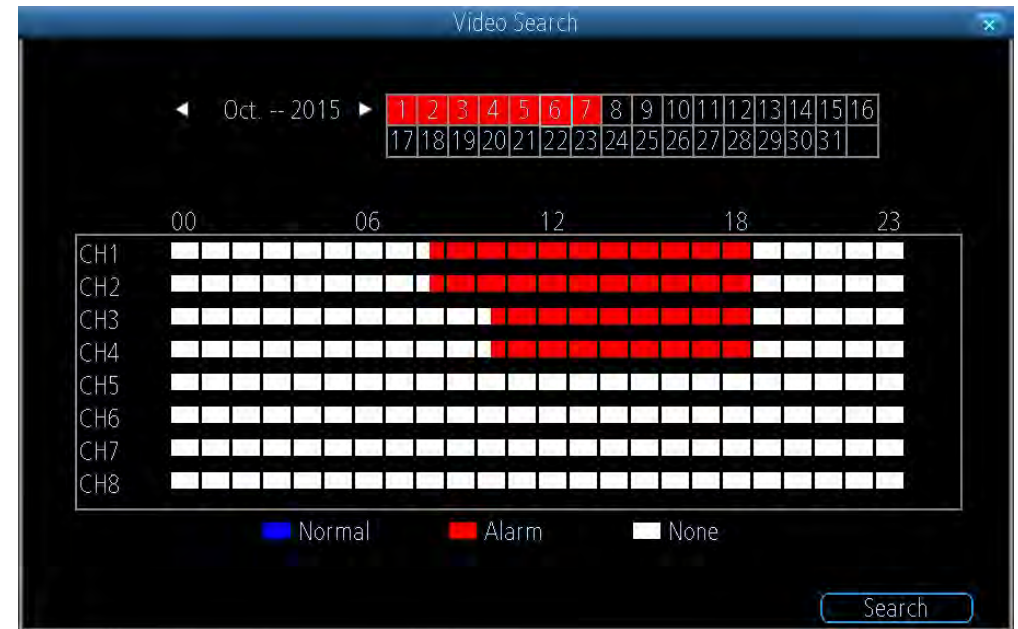 Video Search
Oct. -- 2015 1 2 3 4 5 6 7 8 9 10 11 12 13 14 15 16
17 18 19 20 21 22 23 24 25 26 27 28 29 30 31
00 06 12 18 23
CH1
CH2
CH3
CH4
CH5
CH6
CH7
CH8
Normal Alarm None
Search